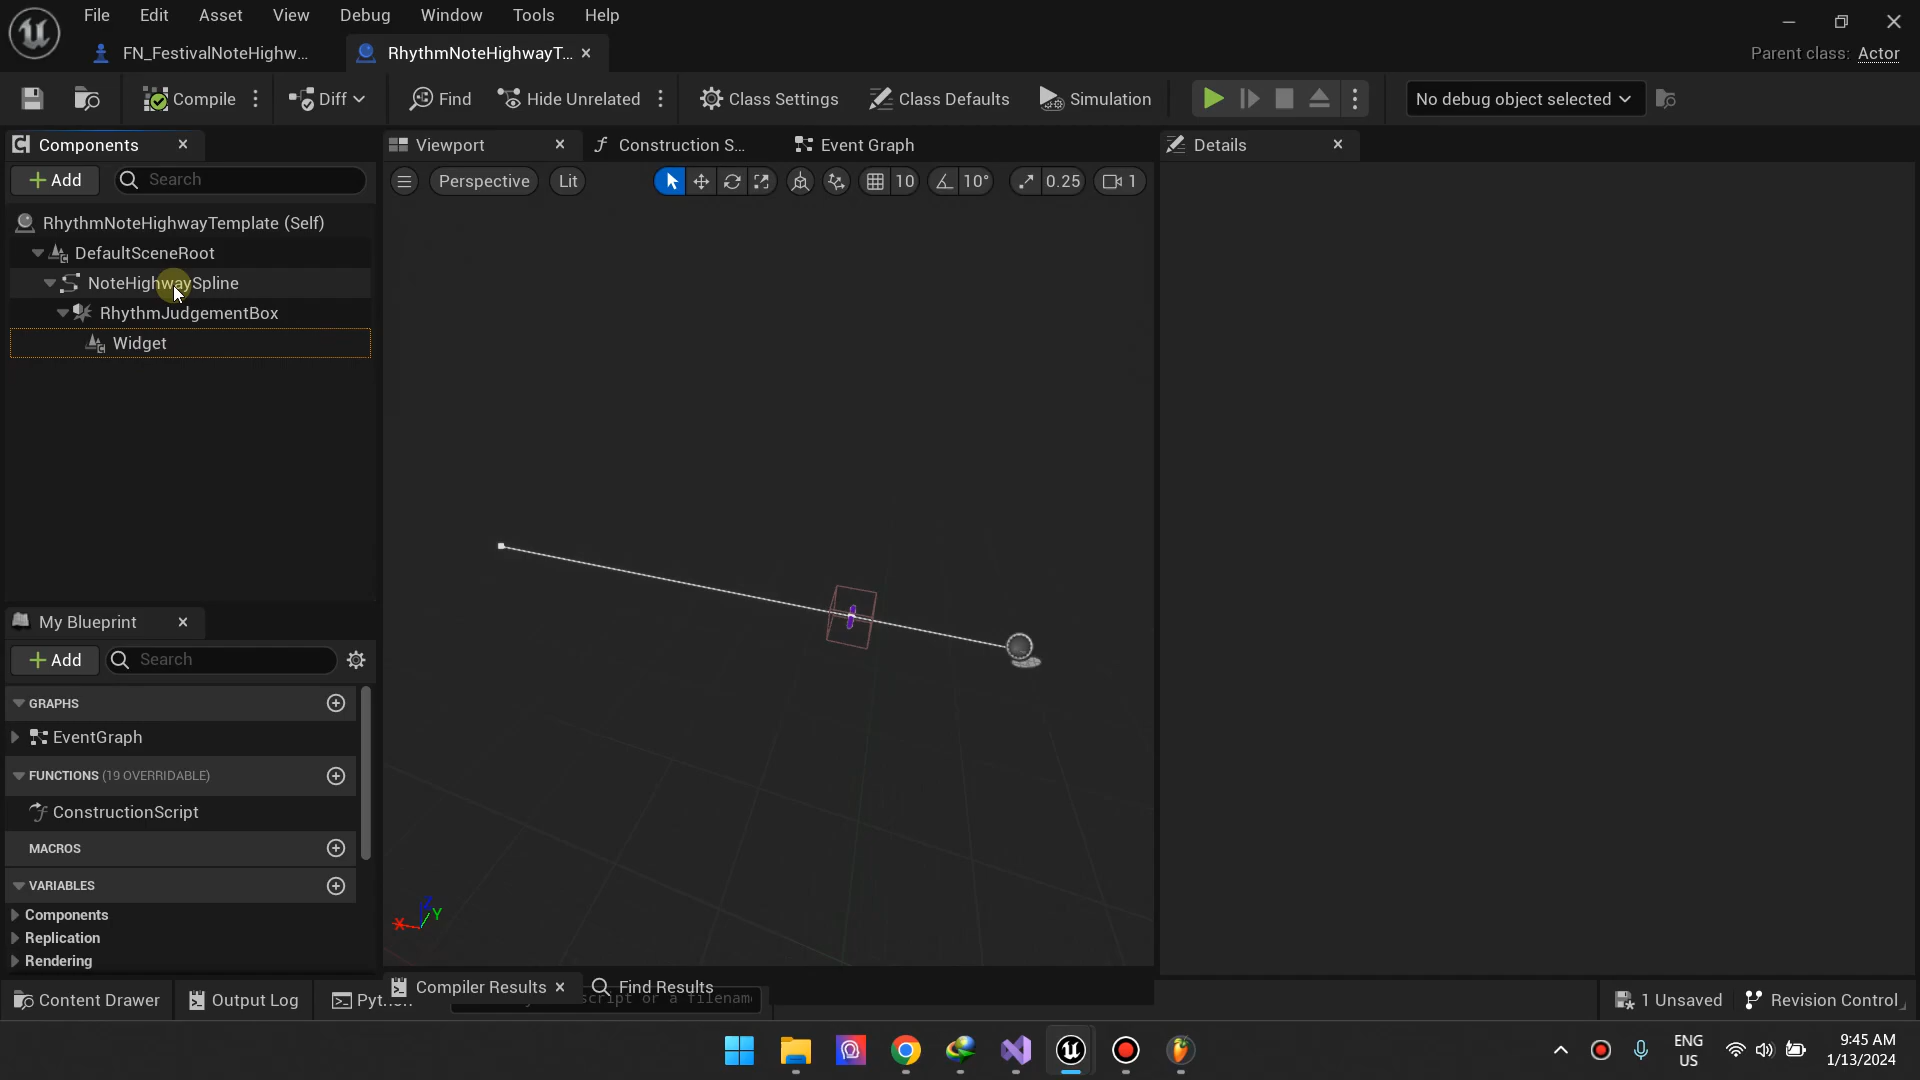 File Edit Asset View Debug Window Tools Help
FN_FestivalNoteHighw... RhythmNoteHighwayT... Parent class: Actor
Compile Diff Find Hide Unrelated Class Settings Class Defaults Simulation No debug object selected
Components Viewport Construction S... Event Graph Details
Add Search Perspective Lit 10 10° 0.25 1
RhythmNoteHighwayTemplate (Self)
DefaultSceneRoot
NoteHighwaySpline
RhythmJudgementBox
Widget
My Blueprint
Add Search
GRAPHS
EventGraph
FUNCTIONS (19 OVERRIDABLE)
ConstructionScript
MACROS
VARIABLES
Components
Replication
Rendering
X Y
Compiler Results Find Results
Content Drawer Output Log script or a filename 1 Unsaved Revision Control
ENG 9:45 AM
US 1/13/2024